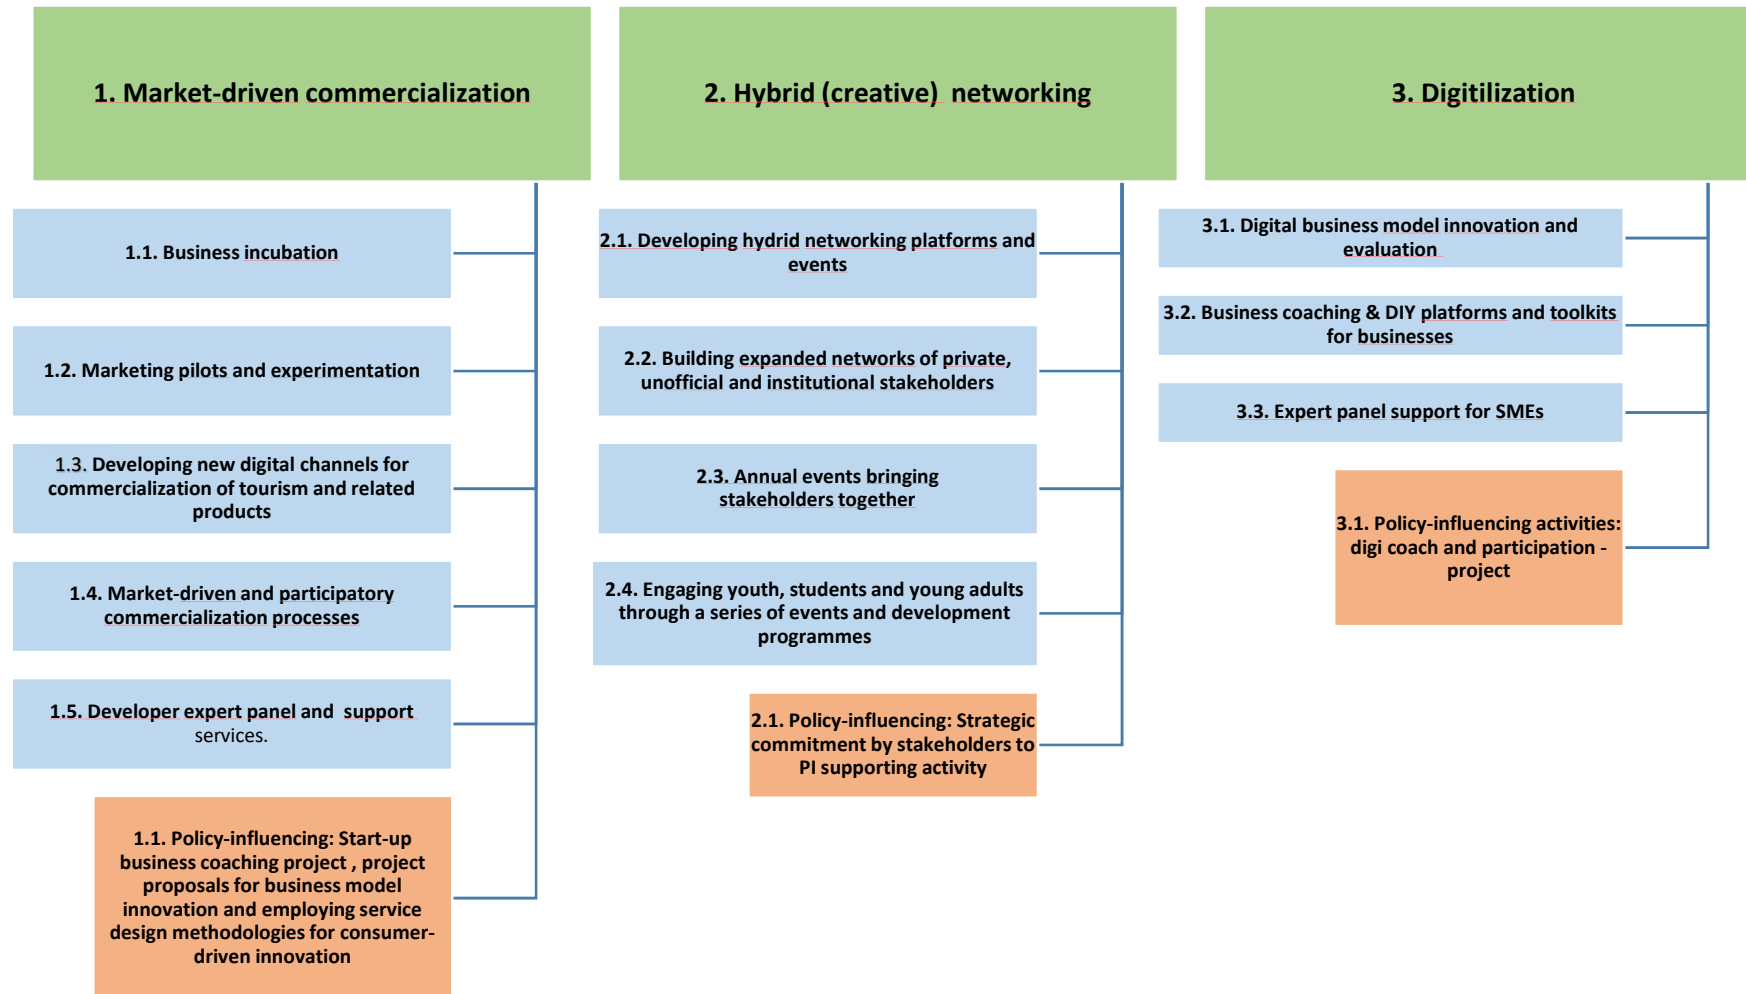 1. Market-driven commercialization
1.1. Business incubation
1.2. Marketing pilots and experimentation
1.3. Developing new digital channels for
commercialization of tourism and related
products
1.4. Market-driven and participatory
commercialization processes
1.5. Developer expert panel and support
services.
1.1. Policy-influencing: Start-up
business coaching project , project
proposals for business model
innovation and employing service
design methodologies for consumer-
driven innovation
2. Hybrid (creative) networking
2.1. Developing hydrid networking platforms and
events
2.2. Building expanded networks of private,
unofficial and institutional stakeholders
2.3. Annual events bringing
stakeholders together
2.4. Engaging youth, students and young adults
through a series of events and development
programmes
2.1. Policy-influencing: Strategic
commitment by stakeholders to
PI supporting activity
3. Digitilization
3.1. Digital business model innovation and
evaluation
3.2. Business coaching & DIY platforms and toolkits
for businesses
3.3. Expert panel support for SMEs
3.1. Policy-influencing activities:
digi coach and participation -
project